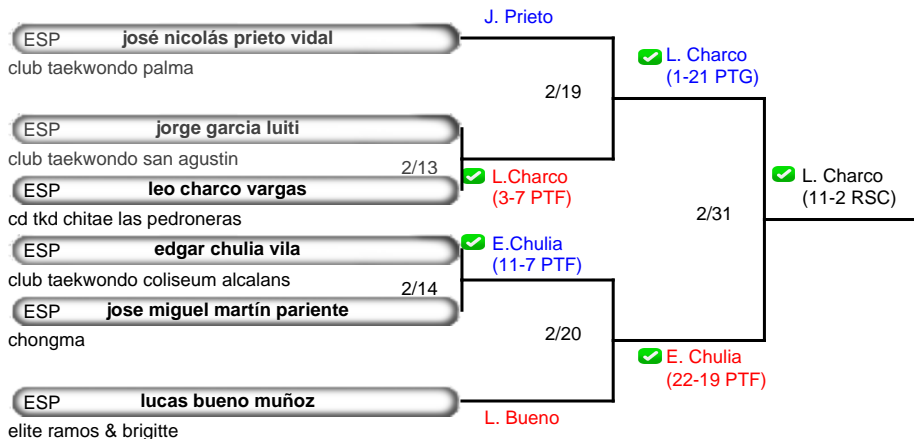 J. Prieto
ESP josé nicolás prieto vidal
club taekwondo palma
L. Charco
(1-21 PTG)
2/19
ESP jorge garcia luiti
club taekwondo san agustin
2/13
L.Charco
(3-7 PTF)
ESP leo charco vargas
cd tkd chitae las pedroneras
L. Charco
(11-2 RSC)
2/31
ESP edgar chulia vila
club taekwondo coliseum alcalans
E.Chulia
(11-7 PTF)
2/14
ESP jose miguel martín pariente
chongma
2/20
E. Chulia
(22-19 PTF)
ESP lucas bueno muñoz
elite ramos & brigitte
L. Bueno